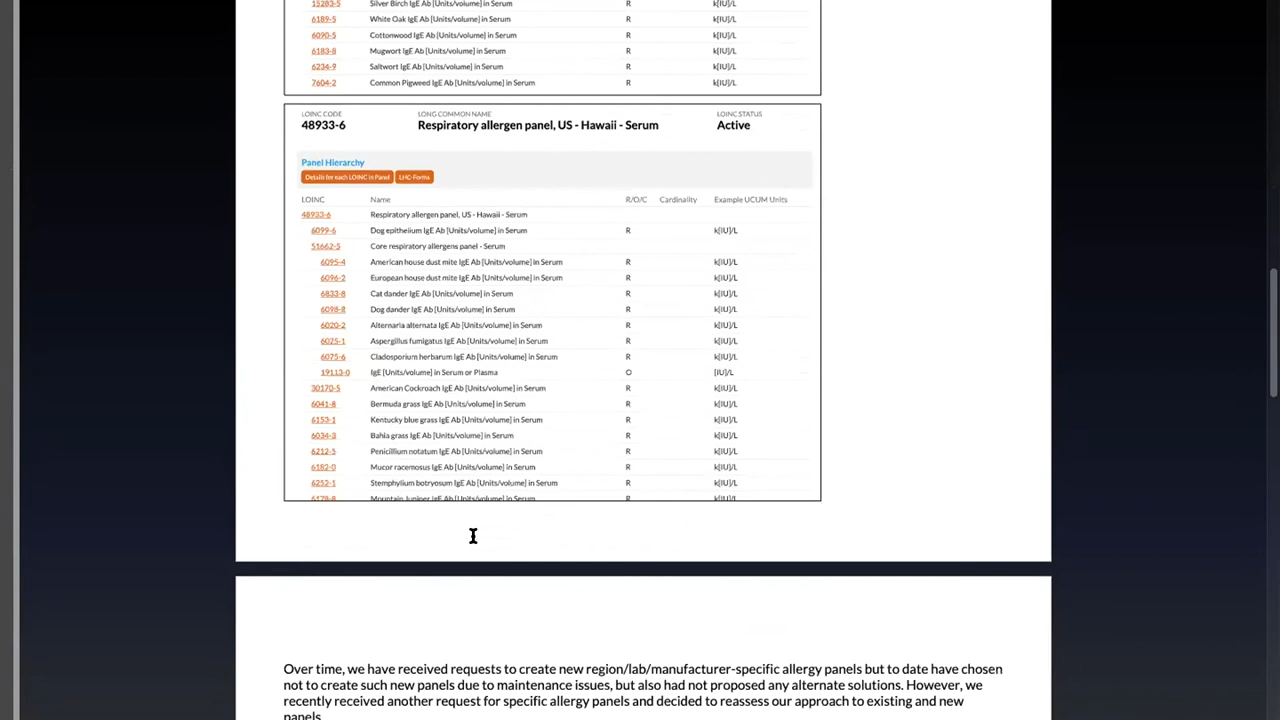 15283-5 Silver Birch IgE Ab [Units/volume] in Serum R k[IU]/L
6189-5 White Oak IgE Ab [Units/volume] in Serum R k[IU]/L
6090-5 Cottonwood IgE Ab [Units/volume] in Serum R k[IU]/L
6183-8 Mugwort IgE Ab [Units/volume] in Serum R k[IU]/L
6234-9 Saltwort IgE Ab [Units/volume] in Serum R k[IU]/L
7604-2 Common Pigweed IgE Ab [Units/volume] in Serum R k[IU]/L
LOINC CODE LONG COMMON NAME LOINC STATUS
48933-6 Respiratory allergen panel, US - Hawaii - Serum Active
Panel Hierarchy
Details for each LOINC in Panel LHC-Forms
LOINC Name R/O/C Cardinality Example UCUM Units
48933-6 Respiratory allergen panel, US - Hawaii - Serum
6099-6 Dog epithelium IgE Ab [Units/volume] in Serum R k[IU]/L
51662-5 Core respiratory allergens panel - Serum
6095-4 American house dust mite IgE Ab [Units/volume] in Serum R k[IU]/L
6096-2 European house dust mite IgE Ab [Units/volume] in Serum R k[IU]/L
6833-8 Cat dander IgE Ab [Units/volume] in Serum R k[IU]/L
6098-8 Dog dander IgE Ab [Units/volume] in Serum R k[IU]/L
6020-2 Alternaria alternata IgE Ab [Units/volume] in Serum R k[IU]/L
6025-1 Aspergillus fumigatus IgE Ab [Units/volume] in Serum R k[IU]/L
6075-6 Cladosporium herbarum IgE Ab [Units/volume] in Serum R k[IU]/L
19113-0 IgE [Units/volume] in Serum or Plasma O [IU]/L
30170-5 American Cockroach IgE Ab [Units/volume] in Serum R k[IU]/L
6041-8 Bermuda grass IgE Ab [Units/volume] in Serum R k[IU]/L
6153-1 Kentucky blue grass IgE Ab [Units/volume] in Serum R k[IU]/L
6034-3 Bahia grass IgE Ab [Units/volume] in Serum R k[IU]/L
6212-5 Penicillium notatum IgE Ab [Units/volume] in Serum R k[IU]/L
6182-0 Mucor racemosus IgE Ab [Units/volume] in Serum R k[IU]/L
6252-1 Stemphylium botryosum IgE Ab [Units/volume] in Serum R k[IU]/L
6178-8 Mountain Juniper IgE Ab [Units/volume] in Serum R k[IU]/L
Over time, we have received requests to create new region/lab/manufacturer-specific allergy panels but to date have chosen
not to create such new panels due to maintenance issues, but also had not proposed any alternate solutions. However, we
recently received another request for specific allergy panels and decided to reassess our approach to existing and new
panels.